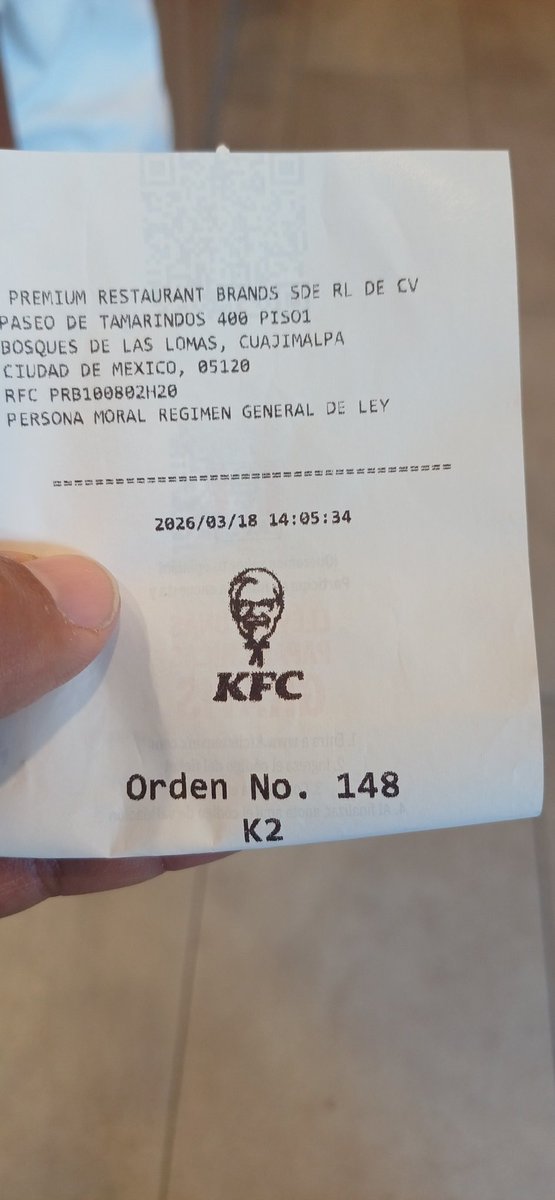 PREMIUM RESTAURANT BRANDS SDE RL DE CV
PASEO DE TAMARINDOS 400 PISO1
BOSQUES DE LAS LOMAS, CUAJIMALPA
CIUDAD DE MEXICO, 05120
RFC PRB100802H20
PERSONA MORAL REGIMEN GENERAL DE LEY
==============================================
2026/03/18 14:05:34
KFC
Orden No. 148
K2